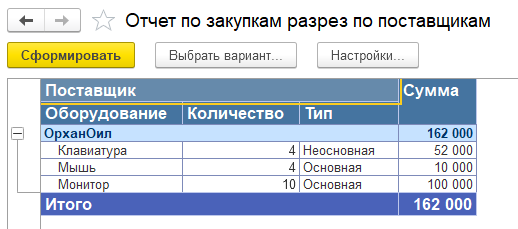 Отчет по закупкам разрез по поставщикам
Сформировать Выбрать вариант... Настройки...
Поставщик Сумма
Оборудование Количество Тип
ОрханОил 162 000
Клавиатура 4 Неосновная 52 000
Мышь 4 Основная 10 000
Монитор 10 Основная 100 000
Итого 162 000